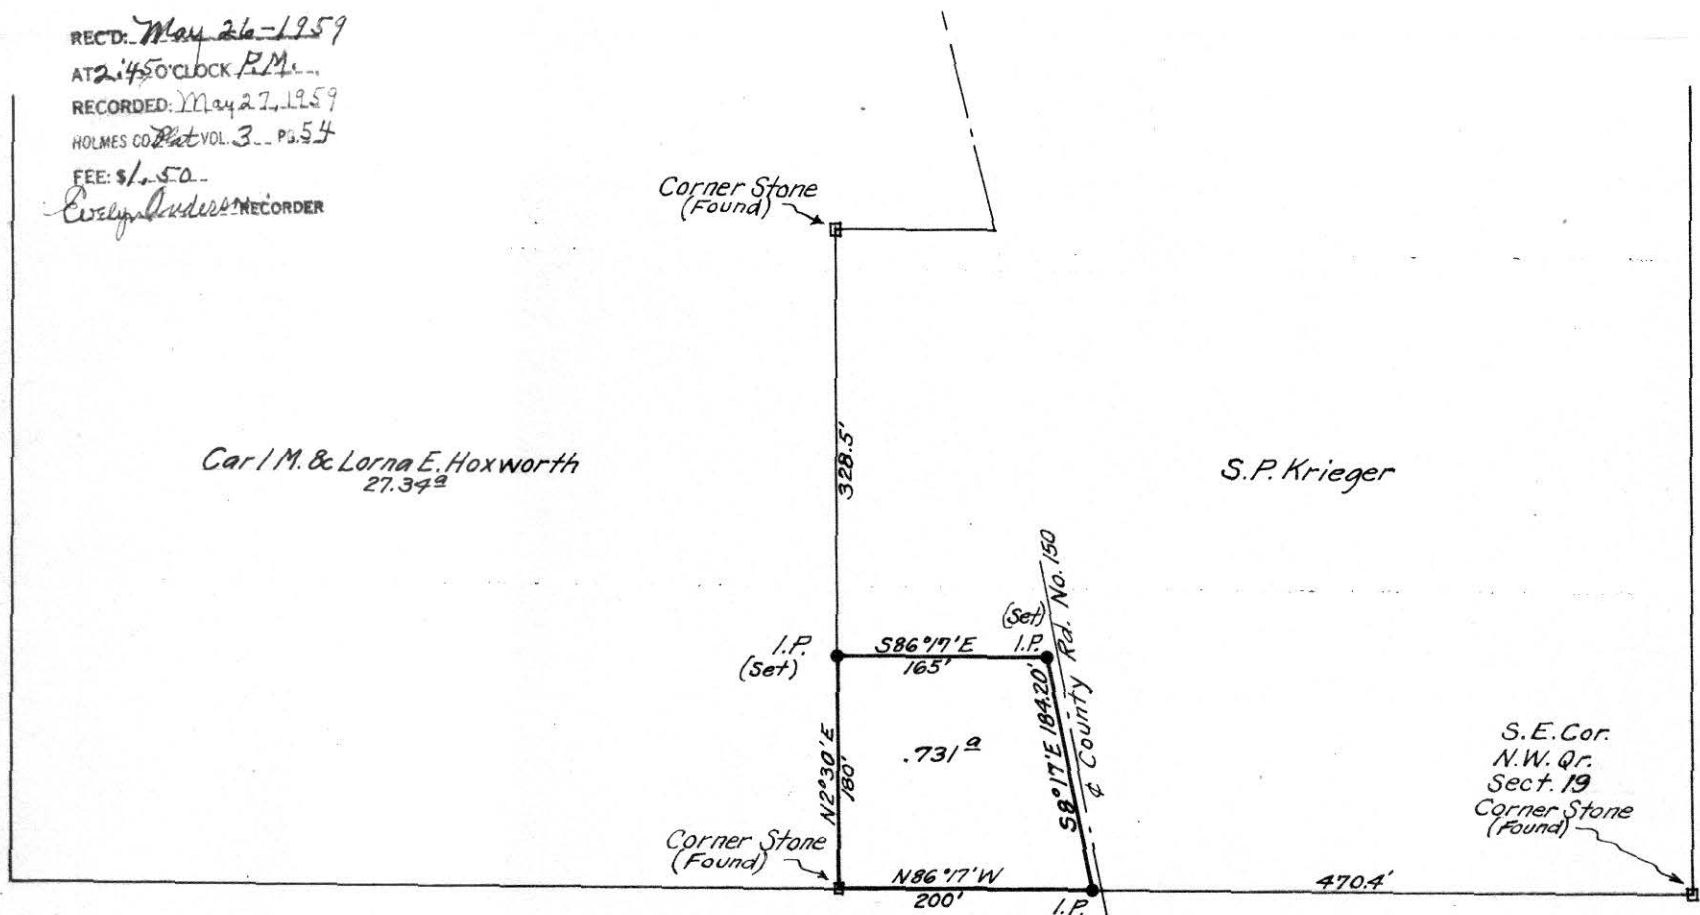 REC'D: May 26-1959
AT 2:45 O'CLOCK P.M.
RECORDED: May 27, 1959
HOLMES CO Plat VOL. 3 PG. 54
FEE: $1.50
Evelyn Anderson RECORDER
Corner Stone
(Found)
328.5'
Carl M. & Lorna E. Hoxworth
27.34a
S.P. Krieger
I.P.
(Set)
S86°17'E
165'
(Set)
I.P.
S8°17'E 184.20'
℄ County Rd. No. 150
N2°30'E
180'
.731a
Corner Stone
(Found)
N86°17'W
200'
I.P.
470.4'
S.E. Cor.
N.W. Qr.
Sect. 19
Corner Stone
(Found)